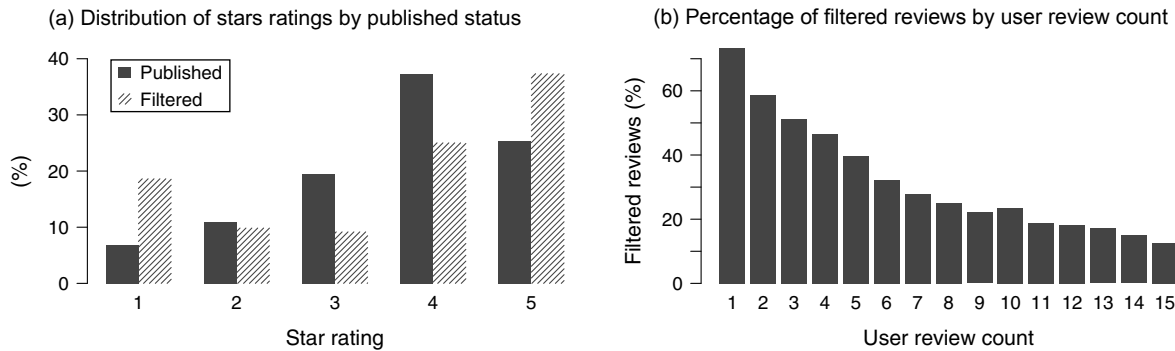 (a) Distribution of stars ratings by published status
40
30
20
10
0
(%)
Published
Filtered
1 2 3 4 5
Star rating
(b) Percentage of filtered reviews by user review count
60
40
20
0
Filtered reviews (%)
1 2 3 4 5 6 7 8 9 10 11 12 13 14 15
User review count